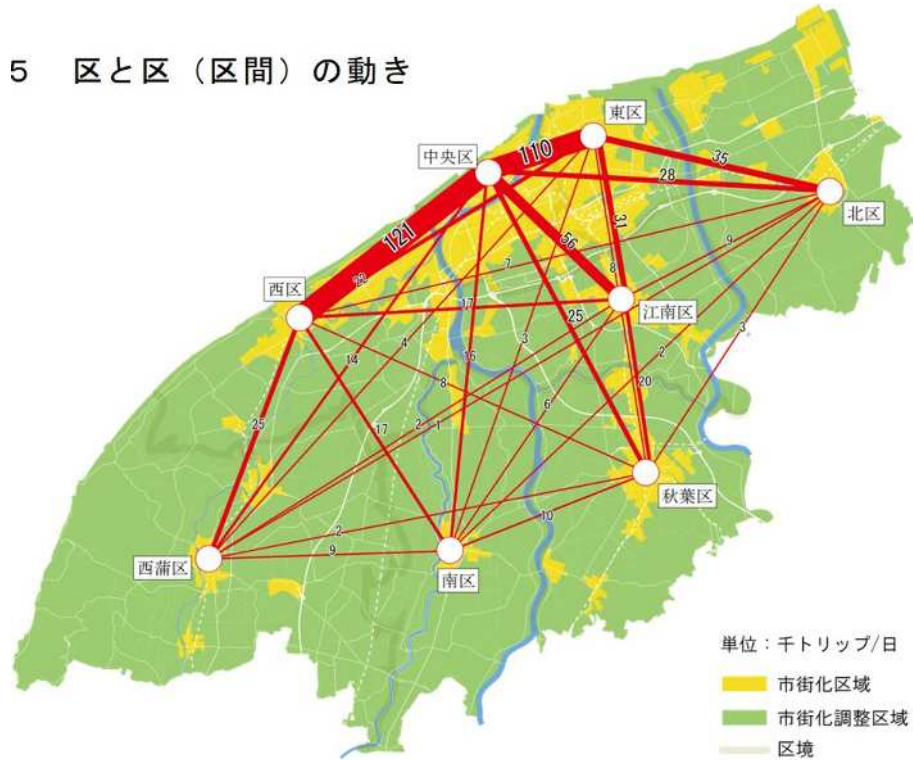 5 区と区（区間）の動き
東区
中央区
110
35
28
北区
121
56
31
9
7
8
22
西区
17
江南区
25
3
14
4
16
2
3
8
20
6
25
17
2
1
秋葉区
10
2
9
西蒲区
南区
単位：千トリップ/日
市街化区域
市街化調整区域
区境